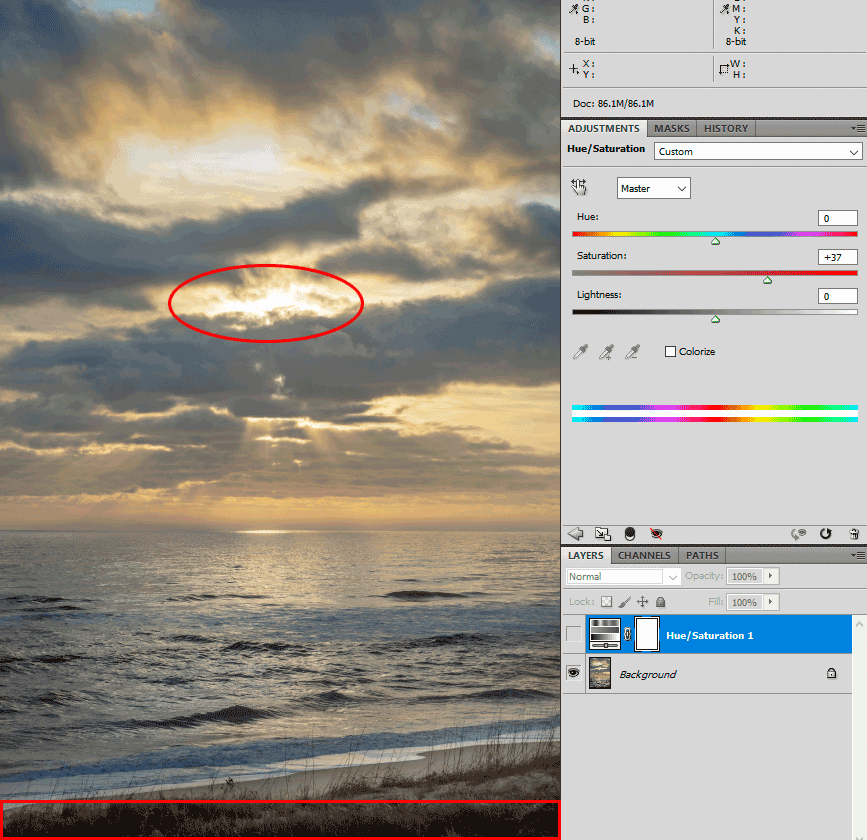 G :
M :
B :
Y :
K :
8-bit
8-bit
X :
W :
Y :
H :
Doc: 86.1M/86.1M
ADJUSTMENTS MASKS HISTORY
Hue/Saturation Custom
Master
Hue: 0
Saturation: +37
Lightness: 0
Colorize
LAYERS CHANNELS PATHS
Normal Opacity: 100%
Lock: Fill: 100%
Hue/Saturation 1
Background